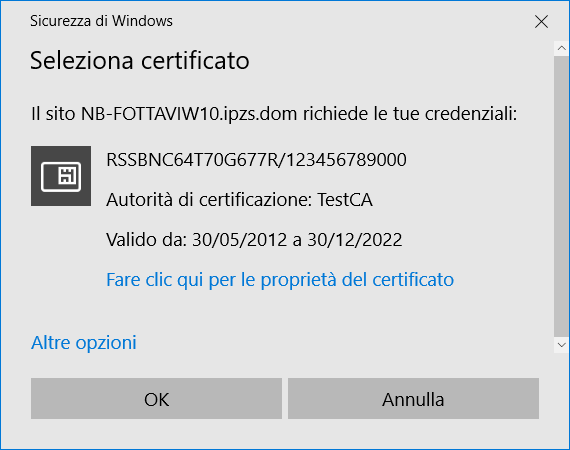 Sicurezza di Windows
Seleziona certificato
Il sito NB-FOTTAVIW10.ipzs.dom richiede le tue credenziali:
RSSBNC64T70G677R/123456789000
Autorità di certificazione: TestCA
Valido da: 30/05/2012 a 30/12/2022
Fare clic qui per le proprietà del certificato
Altre opzioni
OK
Annulla